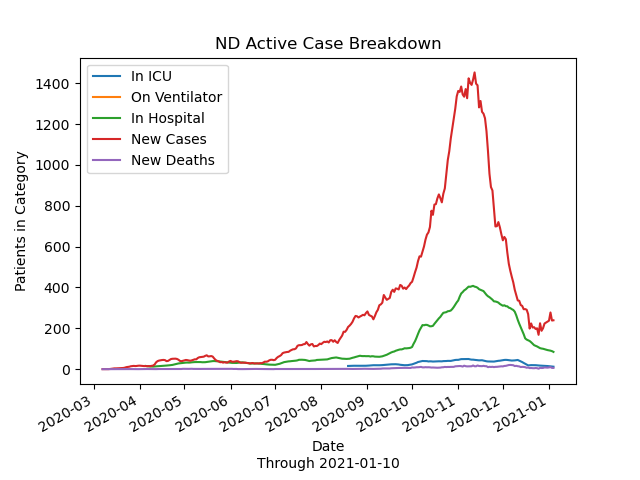 ND Active Case Breakdown
In ICU
On Ventilator
In Hospital
New Cases
New Deaths
Patients in Category
1400
1200
1000
800
600
400
200
0
2020-03
2020-04
2020-05
2020-06
2020-07
2020-08
2020-09
2020-10
2020-11
2020-12
2021-01
Date
Through 2021-01-10